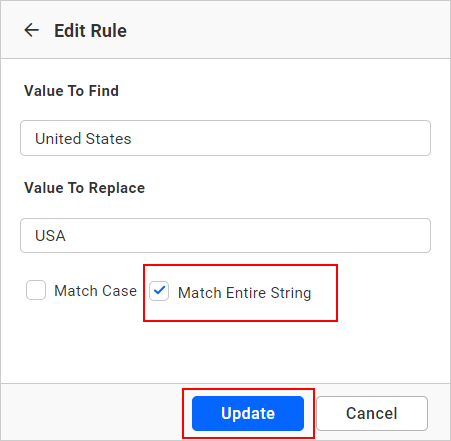 Edit Rule
Value To Find
United States
Value To Replace
USA
Match Case Match Entire String
Update Cancel